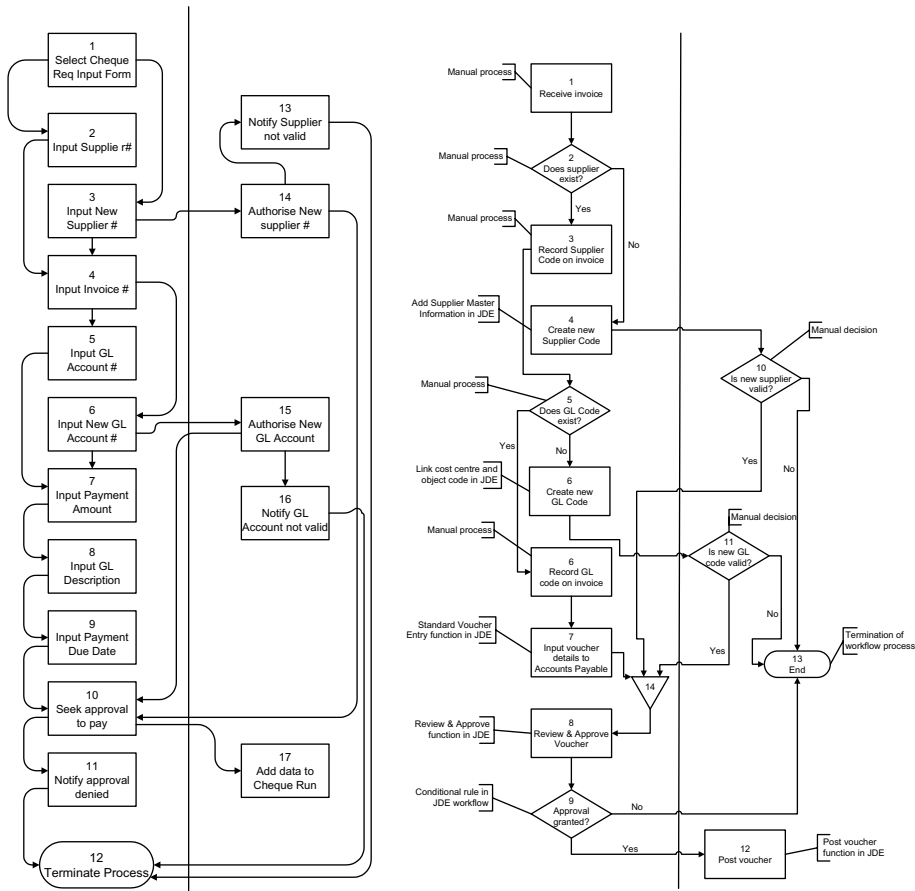 1
Select Cheque
Req Input Form
2
Input Supplie r#
3
Input New
Supplier #
4
Input Invoice #
5
Input GL
Account #
6
Input New GL
Account #
7
Input Payment
Amount
8
Input GL
Description
9
Input Payment
Due Date
10
Seek approval
to pay
11
Notify approval
denied
12
Terminate Process
13
Notify Supplier
not valid
14
Authorise New
supplier #
15
Authorise New
GL Account
16
Notify GL
Account not valid
17
Add data to
Cheque Run
Manual process
1
Receive invoice
Manual process
2
Does supplier
exist?
Yes
No
Manual process
3
Record Supplier
Code on invoice
Add Supplier Master
Information in JDE
4
Create new
Supplier Code
Manual process
5
Does GL Code
exist?
Yes
No
Link cost centre and
object code in JDE
6
Create new
GL Code
Manual process
6
Record GL
code on invoice
Standard Voucher
Entry function in JDE
7
Input voucher
details to
Accounts Payable
14
Review & Approve
function in JDE
8
Review & Approve
Voucher
Conditional rule in
JDE workflow
9
Approval
granted?
No
Yes
Manual decision
10
Is new supplier
valid?
Yes
No
Manual decision
11
Is new GL
code valid?
No
Yes
13
End
Termination of
workflow process
12
Post voucher
Post voucher
function in JDE